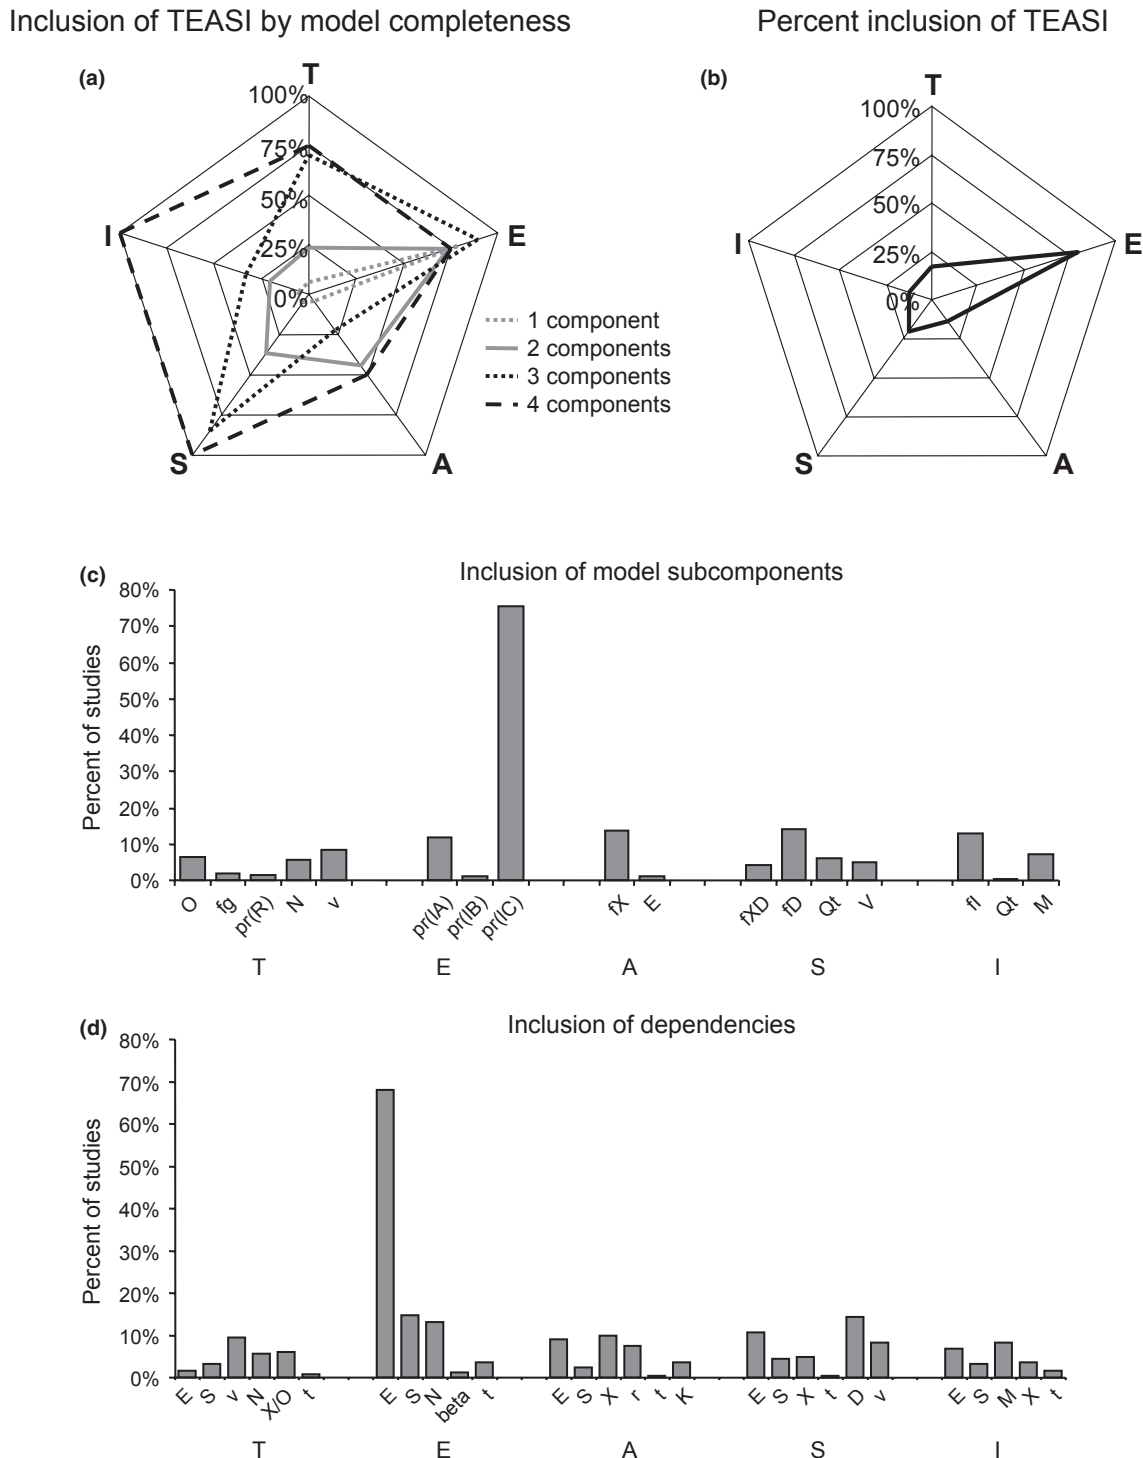 Inclusion of TEASI by model completeness
Percent inclusion of TEASI
(a)
T
100%
75%
50%
25%
0%
I
E
S
A
1 component
2 components
3 components
4 components
(b)
T
100%
75%
50%
25%
0%
I
E
S
A
(c)
Inclusion of model subcomponents
Percent of studies
80%
70%
60%
50%
40%
30%
20%
10%
0%
O fg pr(R) N v pr(IA) pr(IB) pr(IC) fX E fXD fD Qt V fI Qt M
T E A S I
(d)
Inclusion of dependencies
Percent of studies
80%
70%
60%
50%
40%
30%
20%
10%
0%
E S v N X/O t E S N beta t E S X r t K E S X t D v E S M X t
T E A S I